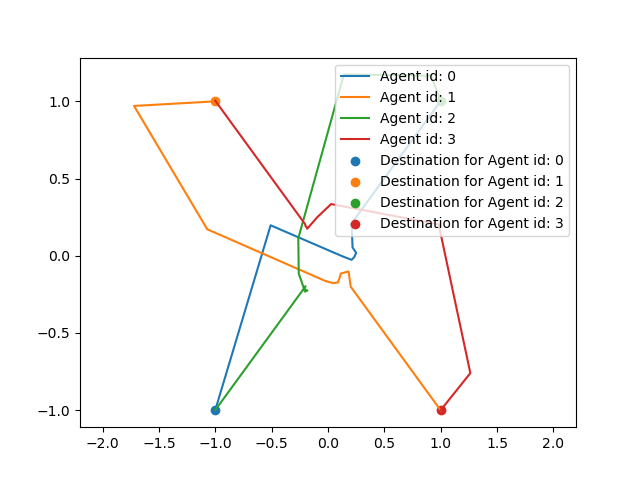 Agent id: 0
Agent id: 1
Agent id: 2
Agent id: 3
Destination for Agent id: 0
Destination for Agent id: 1
Destination for Agent id: 2
Destination for Agent id: 3
1.0
0.5
0.0
−0.5
−1.0
−2.0 −1.5 −1.0 −0.5 0.0 0.5 1.0 1.5 2.0